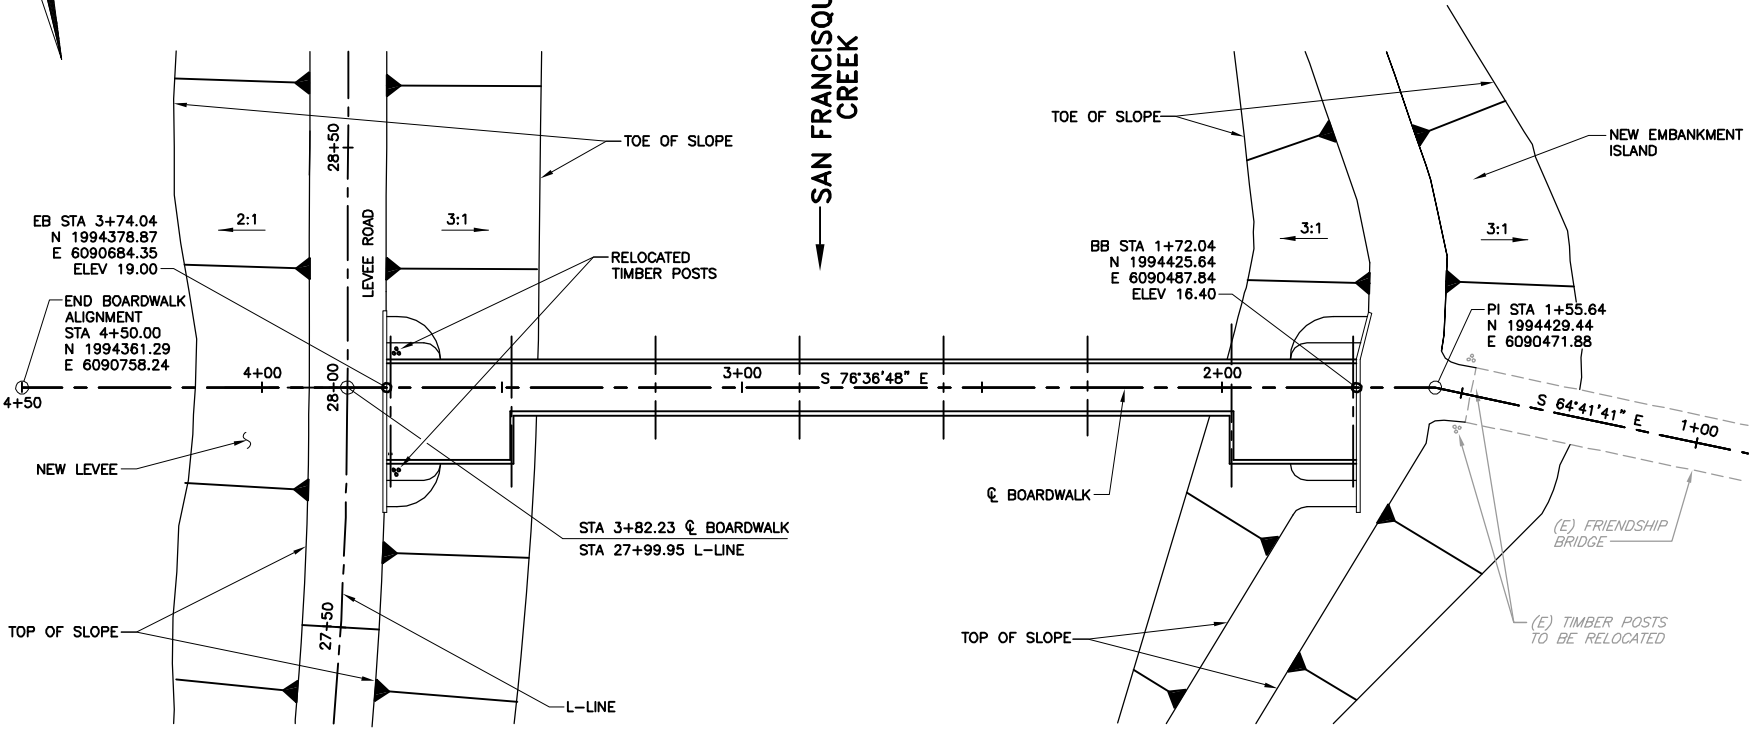 SAN FRANCISQU
CREEK
TOE OF SLOPE
TOE OF SLOPE
NEW EMBANKMENT
ISLAND
28+50
LEVEE ROAD
2:1
3:1
3:1
3:1
EB STA 3+74.04
N 1994378.87
E 6090684.35
ELEV 19.00
RELOCATED
TIMBER POSTS
BB STA 1+72.04
N 1994425.64
E 6090487.84
ELEV 16.40
END BOARDWALK
ALIGNMENT
STA 4+50.00
N 1994361.29
E 6090758.24
PI STA 1+55.64
N 1994429.44
E 6090471.88
4+50
4+00
28+00
3+00
S 76°36'48" E
2+00
S 64°41'41" E
1+00
NEW LEVEE
℄ BOARDWALK
STA 3+82.23 ℄ BOARDWALK
STA 27+99.95 L-LINE
(E) FRIENDSHIP
BRIDGE
27+50
TOP OF SLOPE
TOP OF SLOPE
(E) TIMBER POSTS
TO BE RELOCATED
L-LINE